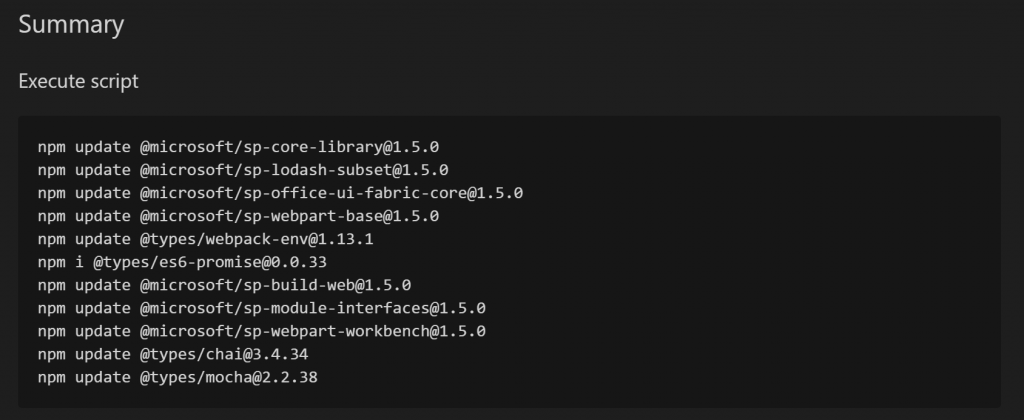 Summary
Execute script
npm update @microsoft/sp-core-library@1.5.0
npm update @microsoft/sp-lodash-subset@1.5.0
npm update @microsoft/sp-office-ui-fabric-core@1.5.0
npm update @microsoft/sp-webpart-base@1.5.0
npm update @types/webpack-env@1.13.1
npm i @types/es6-promise@0.0.33
npm update @microsoft/sp-build-web@1.5.0
npm update @microsoft/sp-module-interfaces@1.5.0
npm update @microsoft/sp-webpart-workbench@1.5.0
npm update @types/chai@3.4.34
npm update @types/mocha@2.2.38